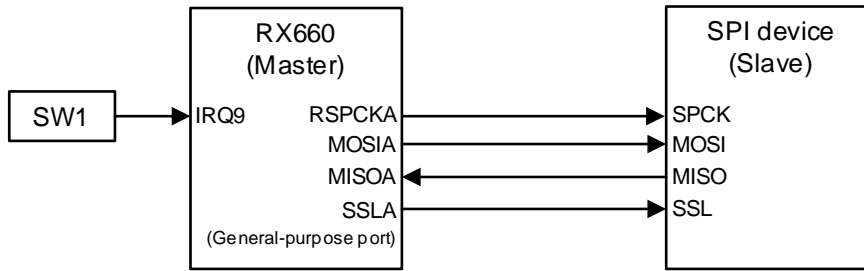 RX660
(Master)
SPI device
(Slave)
SW1
IRQ9
RSPCKA
SPCK
MOSIA
MOSI
MISOA
MISO
SSLA
SSL
(General-purpose port)